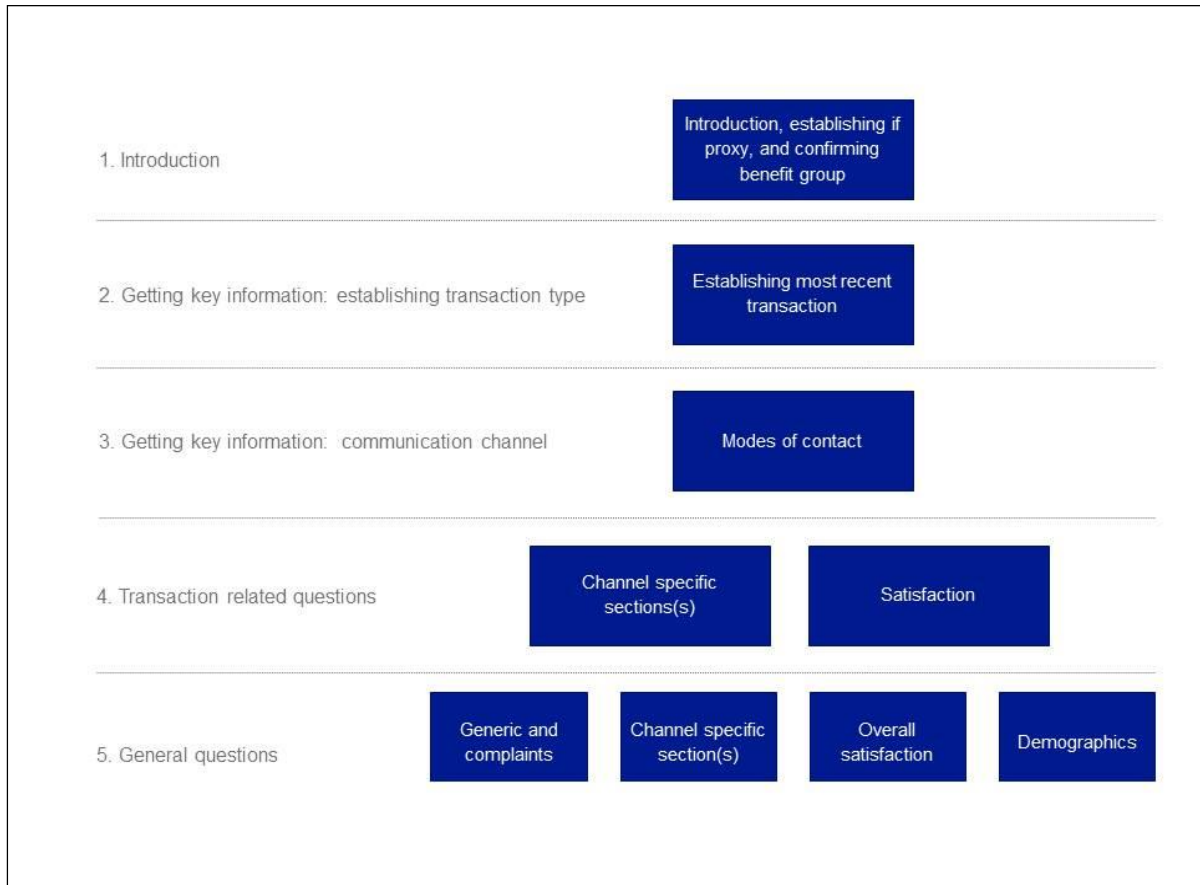 1. Introduction
Introduction, establishing if
proxy, and confirming
benefit group
2. Getting key information: establishing transaction type
Establishing most recent
transaction
3. Getting key information: communication channel
Modes of contact
4. Transaction related questions
Channel specific
sections(s)
Satisfaction
5. General questions
Generic and
complaints
Channel specific
section(s)
Overall
satisfaction
Demographics